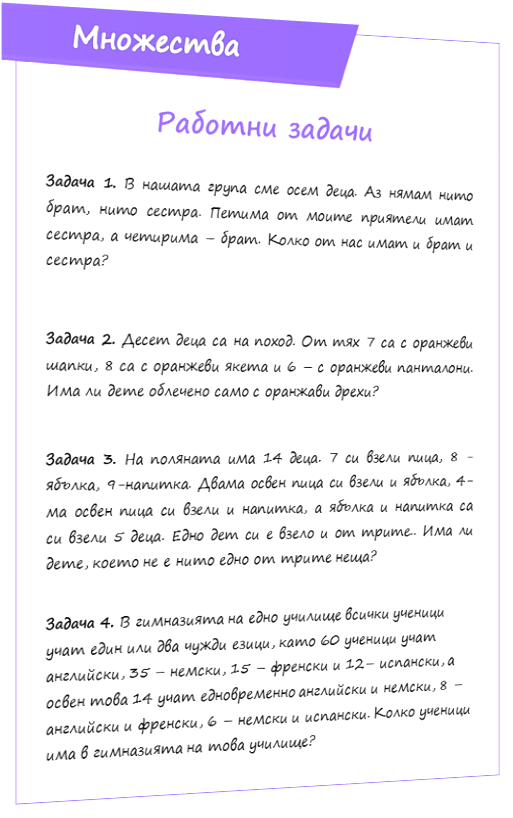 Множества
Работни задачи
Задача 1. В нашата група сме осем деца. Аз нямам нито
брат, нито сестра. Петима от моите приятели имат
сестра, а четирима – брат. Колко от нас имат и брат и
сестра?
Задача 2. Десет деца са на поход. От тях 7 са с оранжеви
шапки, 8 са с оранжеви якета и 6 – с оранжеви панталони.
Има ли дете облечено само с оранжави дрехи?
Задача 3. На поляната има 14 деца. 7 си взели пица, 8 -
ябълка, 9-напитка. Двама освен пица си взели и ябълка, 4-
ма освен пица си взели и напитка, а ябълка и напитка са
си взели 5 деца. Едно дет си е взело и от трите.. Има ли
дете, което не е нито едно от трите неща?
Задача 4. В гимназията на едно училище всички ученици
учат един или два чужди езици, като 60 ученици учат
английски, 35 – немски, 15 – френски и 12– испански, а
освен това 14 учат едновременно английски и немски, 8 –
английски и френски, 6 – немски и испански. Колко ученици
има в гимназията на това училище?